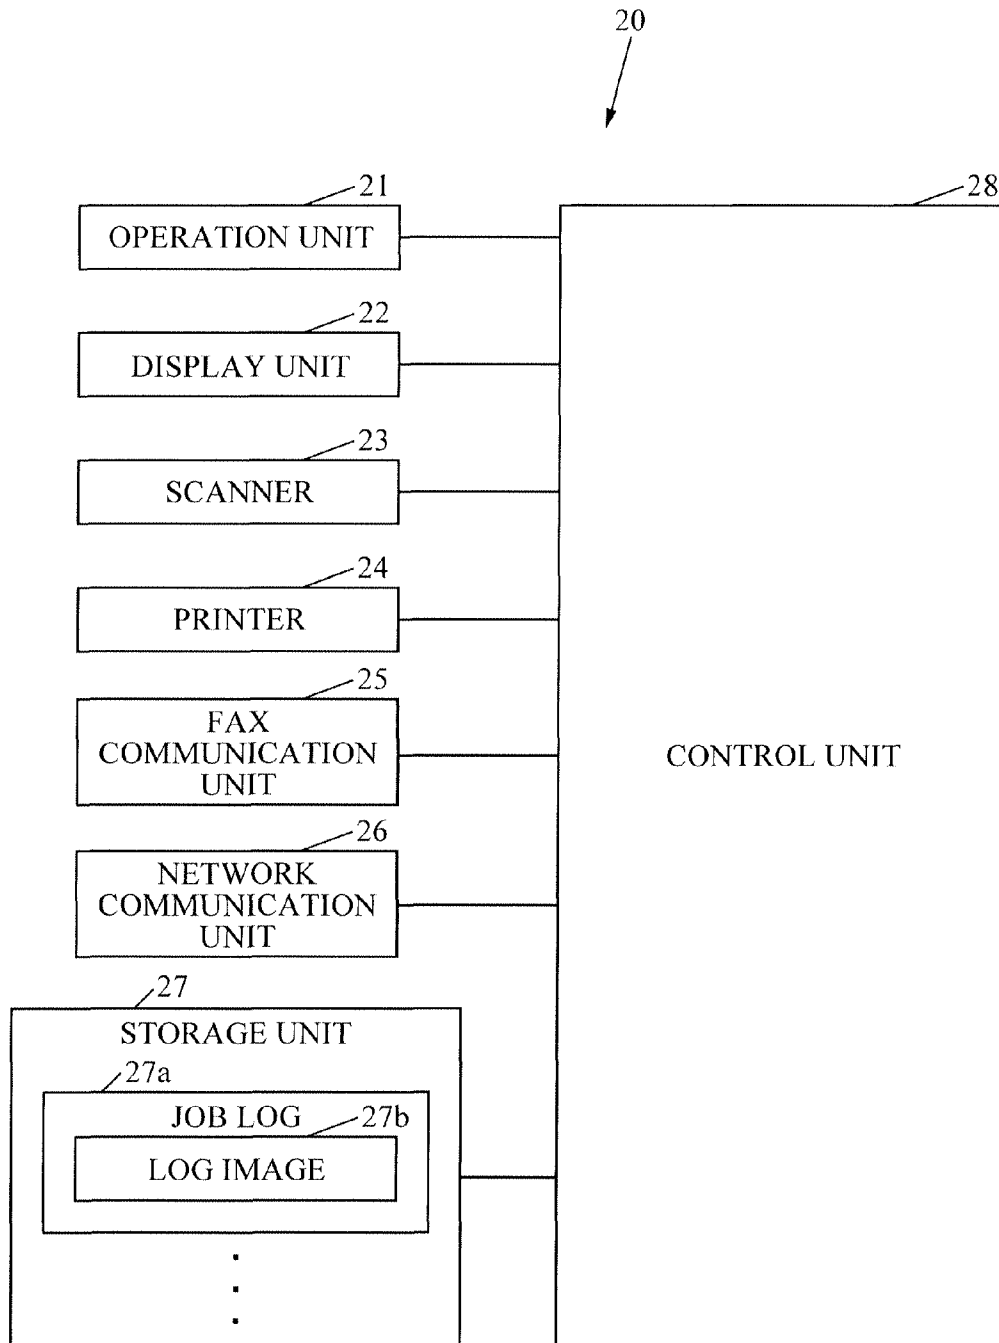 20
21
28
OPERATION UNIT
22
DISPLAY UNIT
23
SCANNER
24
PRINTER
25
FAX
COMMUNICATION
UNIT
CONTROL UNIT
26
NETWORK
COMMUNICATION
UNIT
27
STORAGE UNIT
27a
JOB LOG
27b
LOG IMAGE